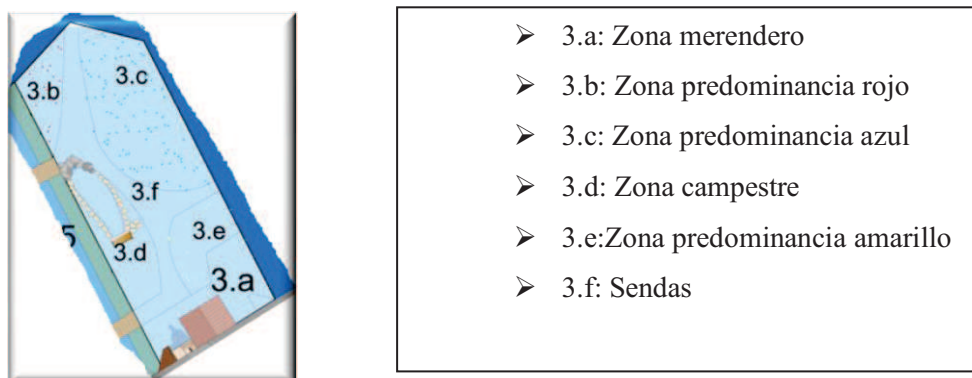 3.b
3.c
3.f
5
3.d
3.e
3.a
➢ 3.a: Zona merendero
➢ 3.b: Zona predominancia rojo
➢ 3.c: Zona predominancia azul
➢ 3.d: Zona campestre
➢ 3.e:Zona predominancia amarillo
➢ 3.f: Sendas